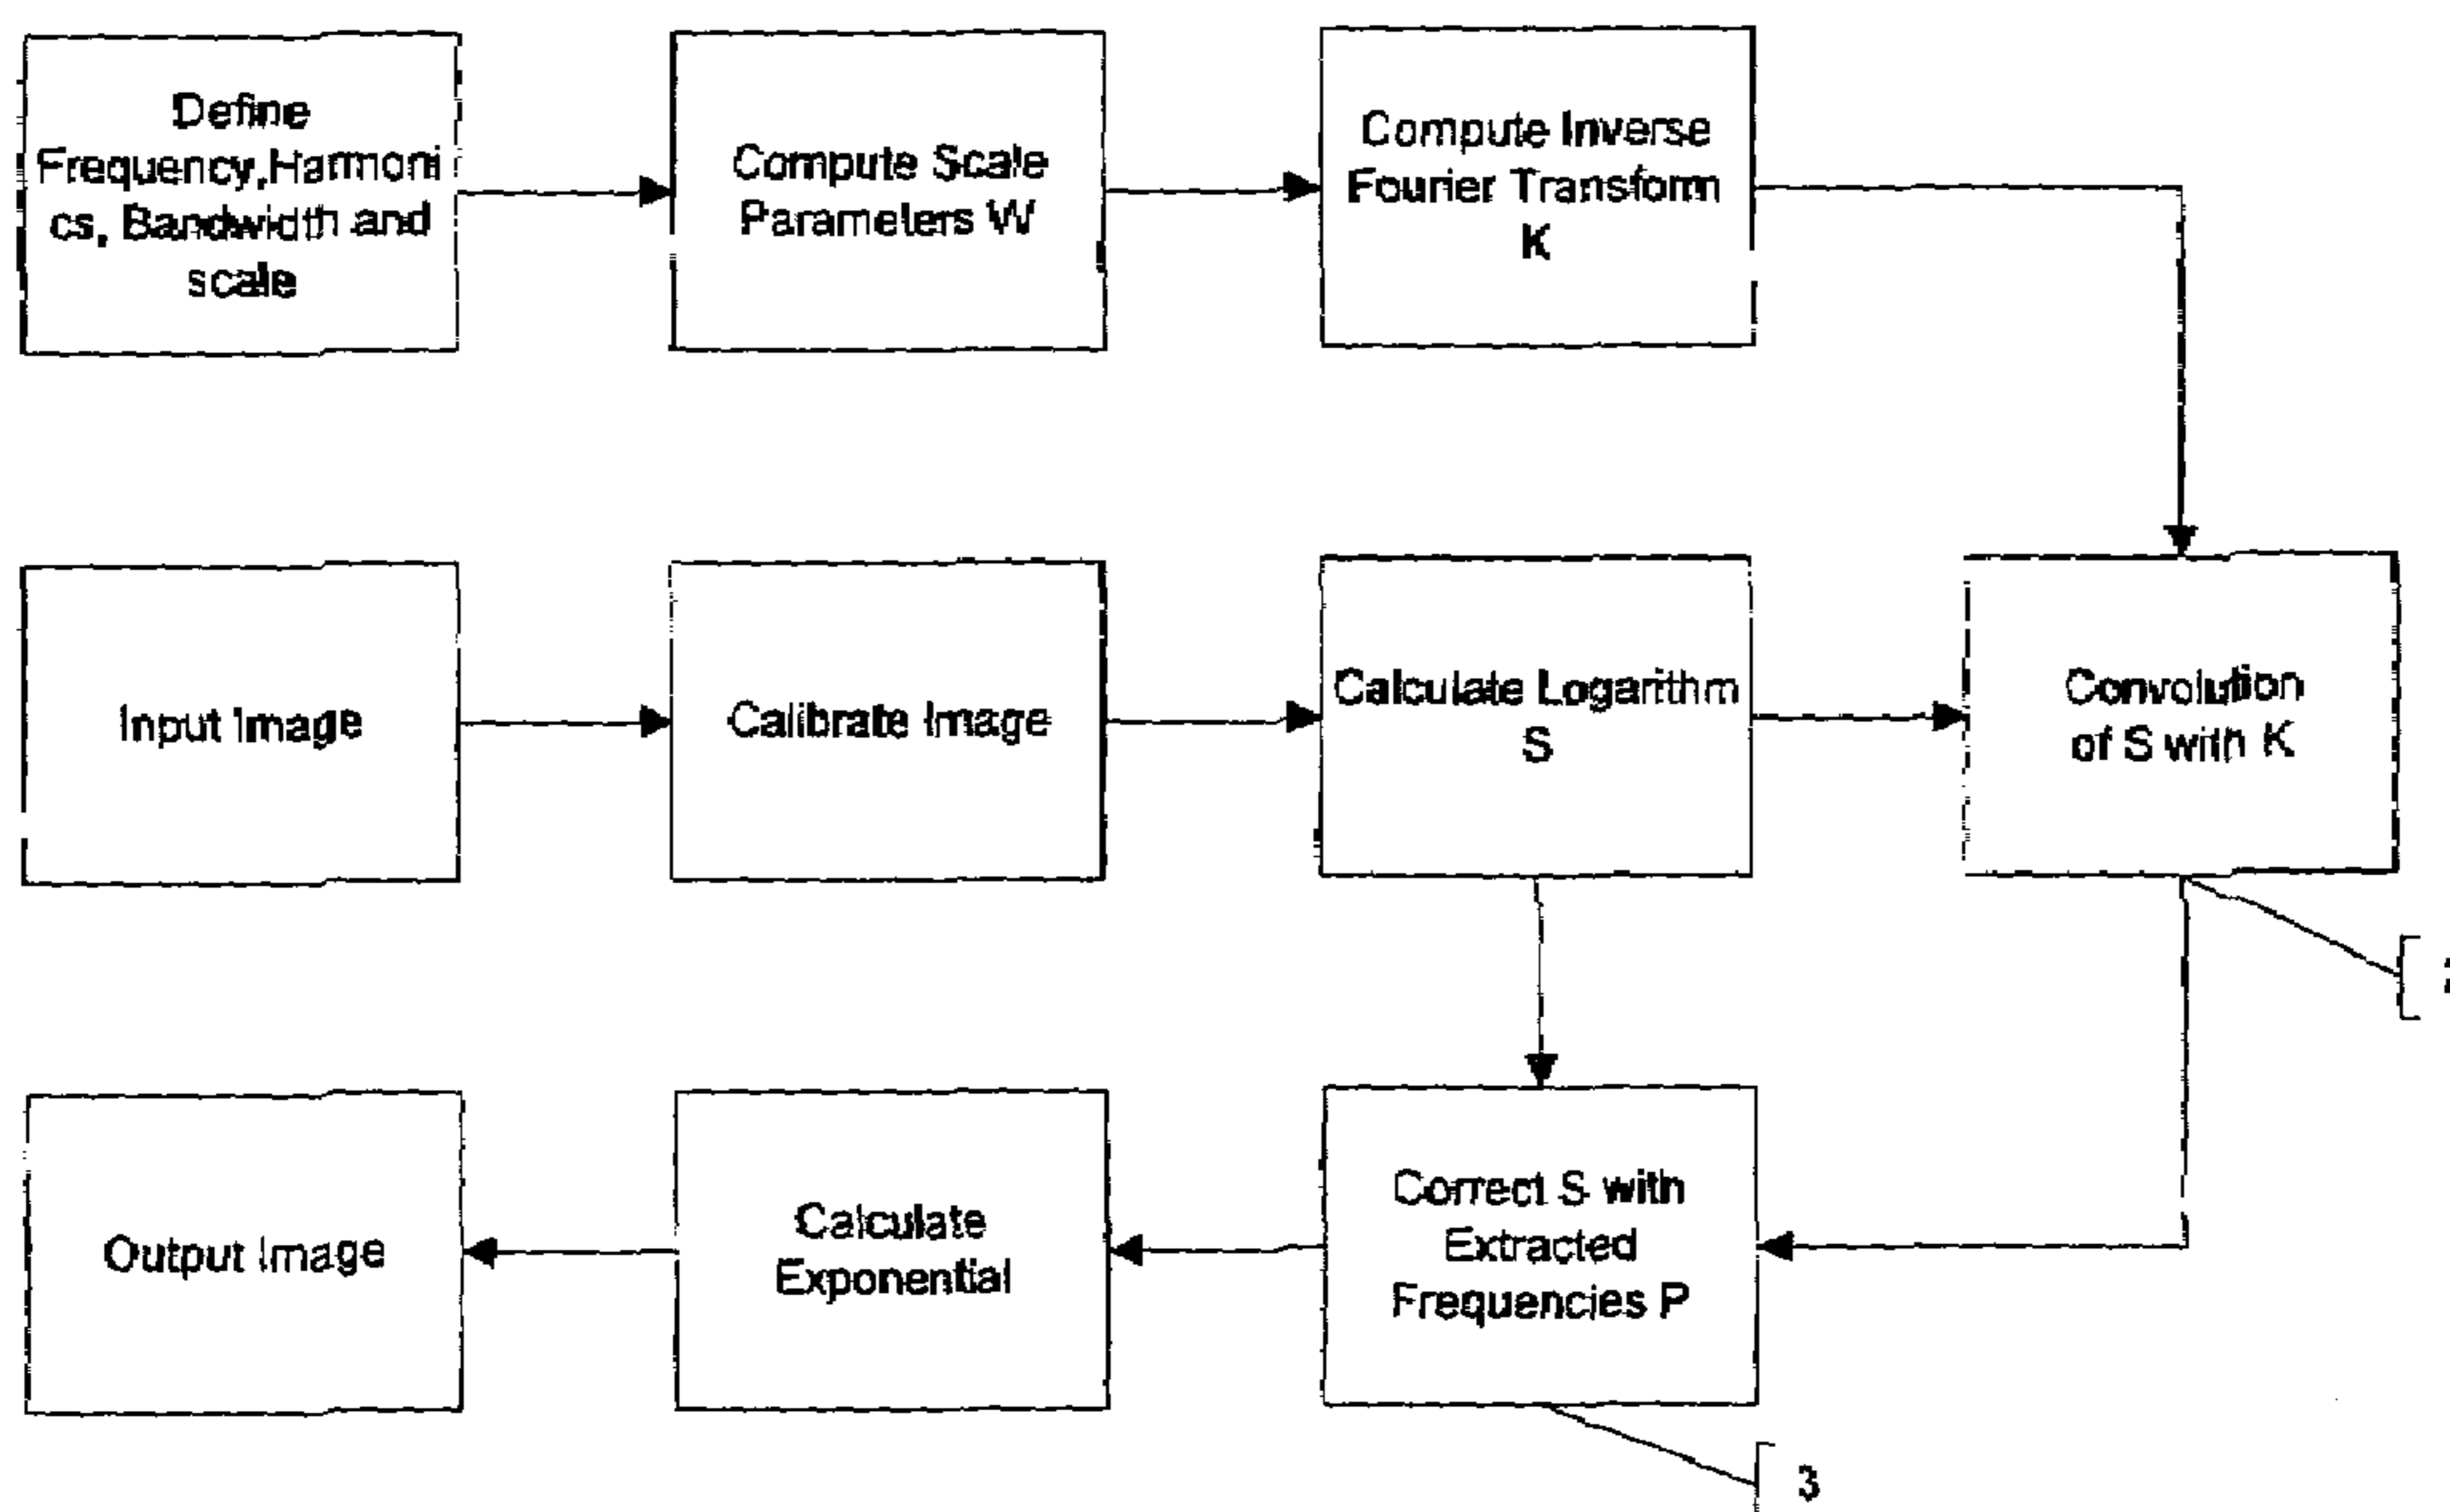 Define
Frequency,Harmoni
cs, Bandwidth and
scale
Compute Scale
Parameters W
Compute Inverse
Fourier Transform
K
Input Image
Calibrate Image
Calculate Logarithm
S
Convolution
of S with K
Output Image
Calculate
Exponential
Correct S with
Extracted
Frequencies P
3